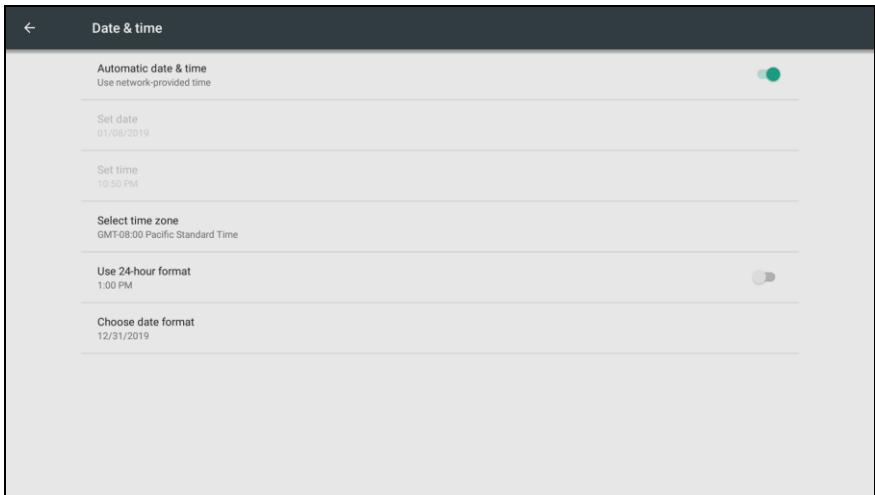 Date & time
Automatic date & time
Use network-provided time
Set date
01/08/2019
Set time
10:50 PM
Select time zone
GMT-08:00 Pacific Standard Time
Use 24-hour format
1:00 PM
Choose date format
12/31/2019